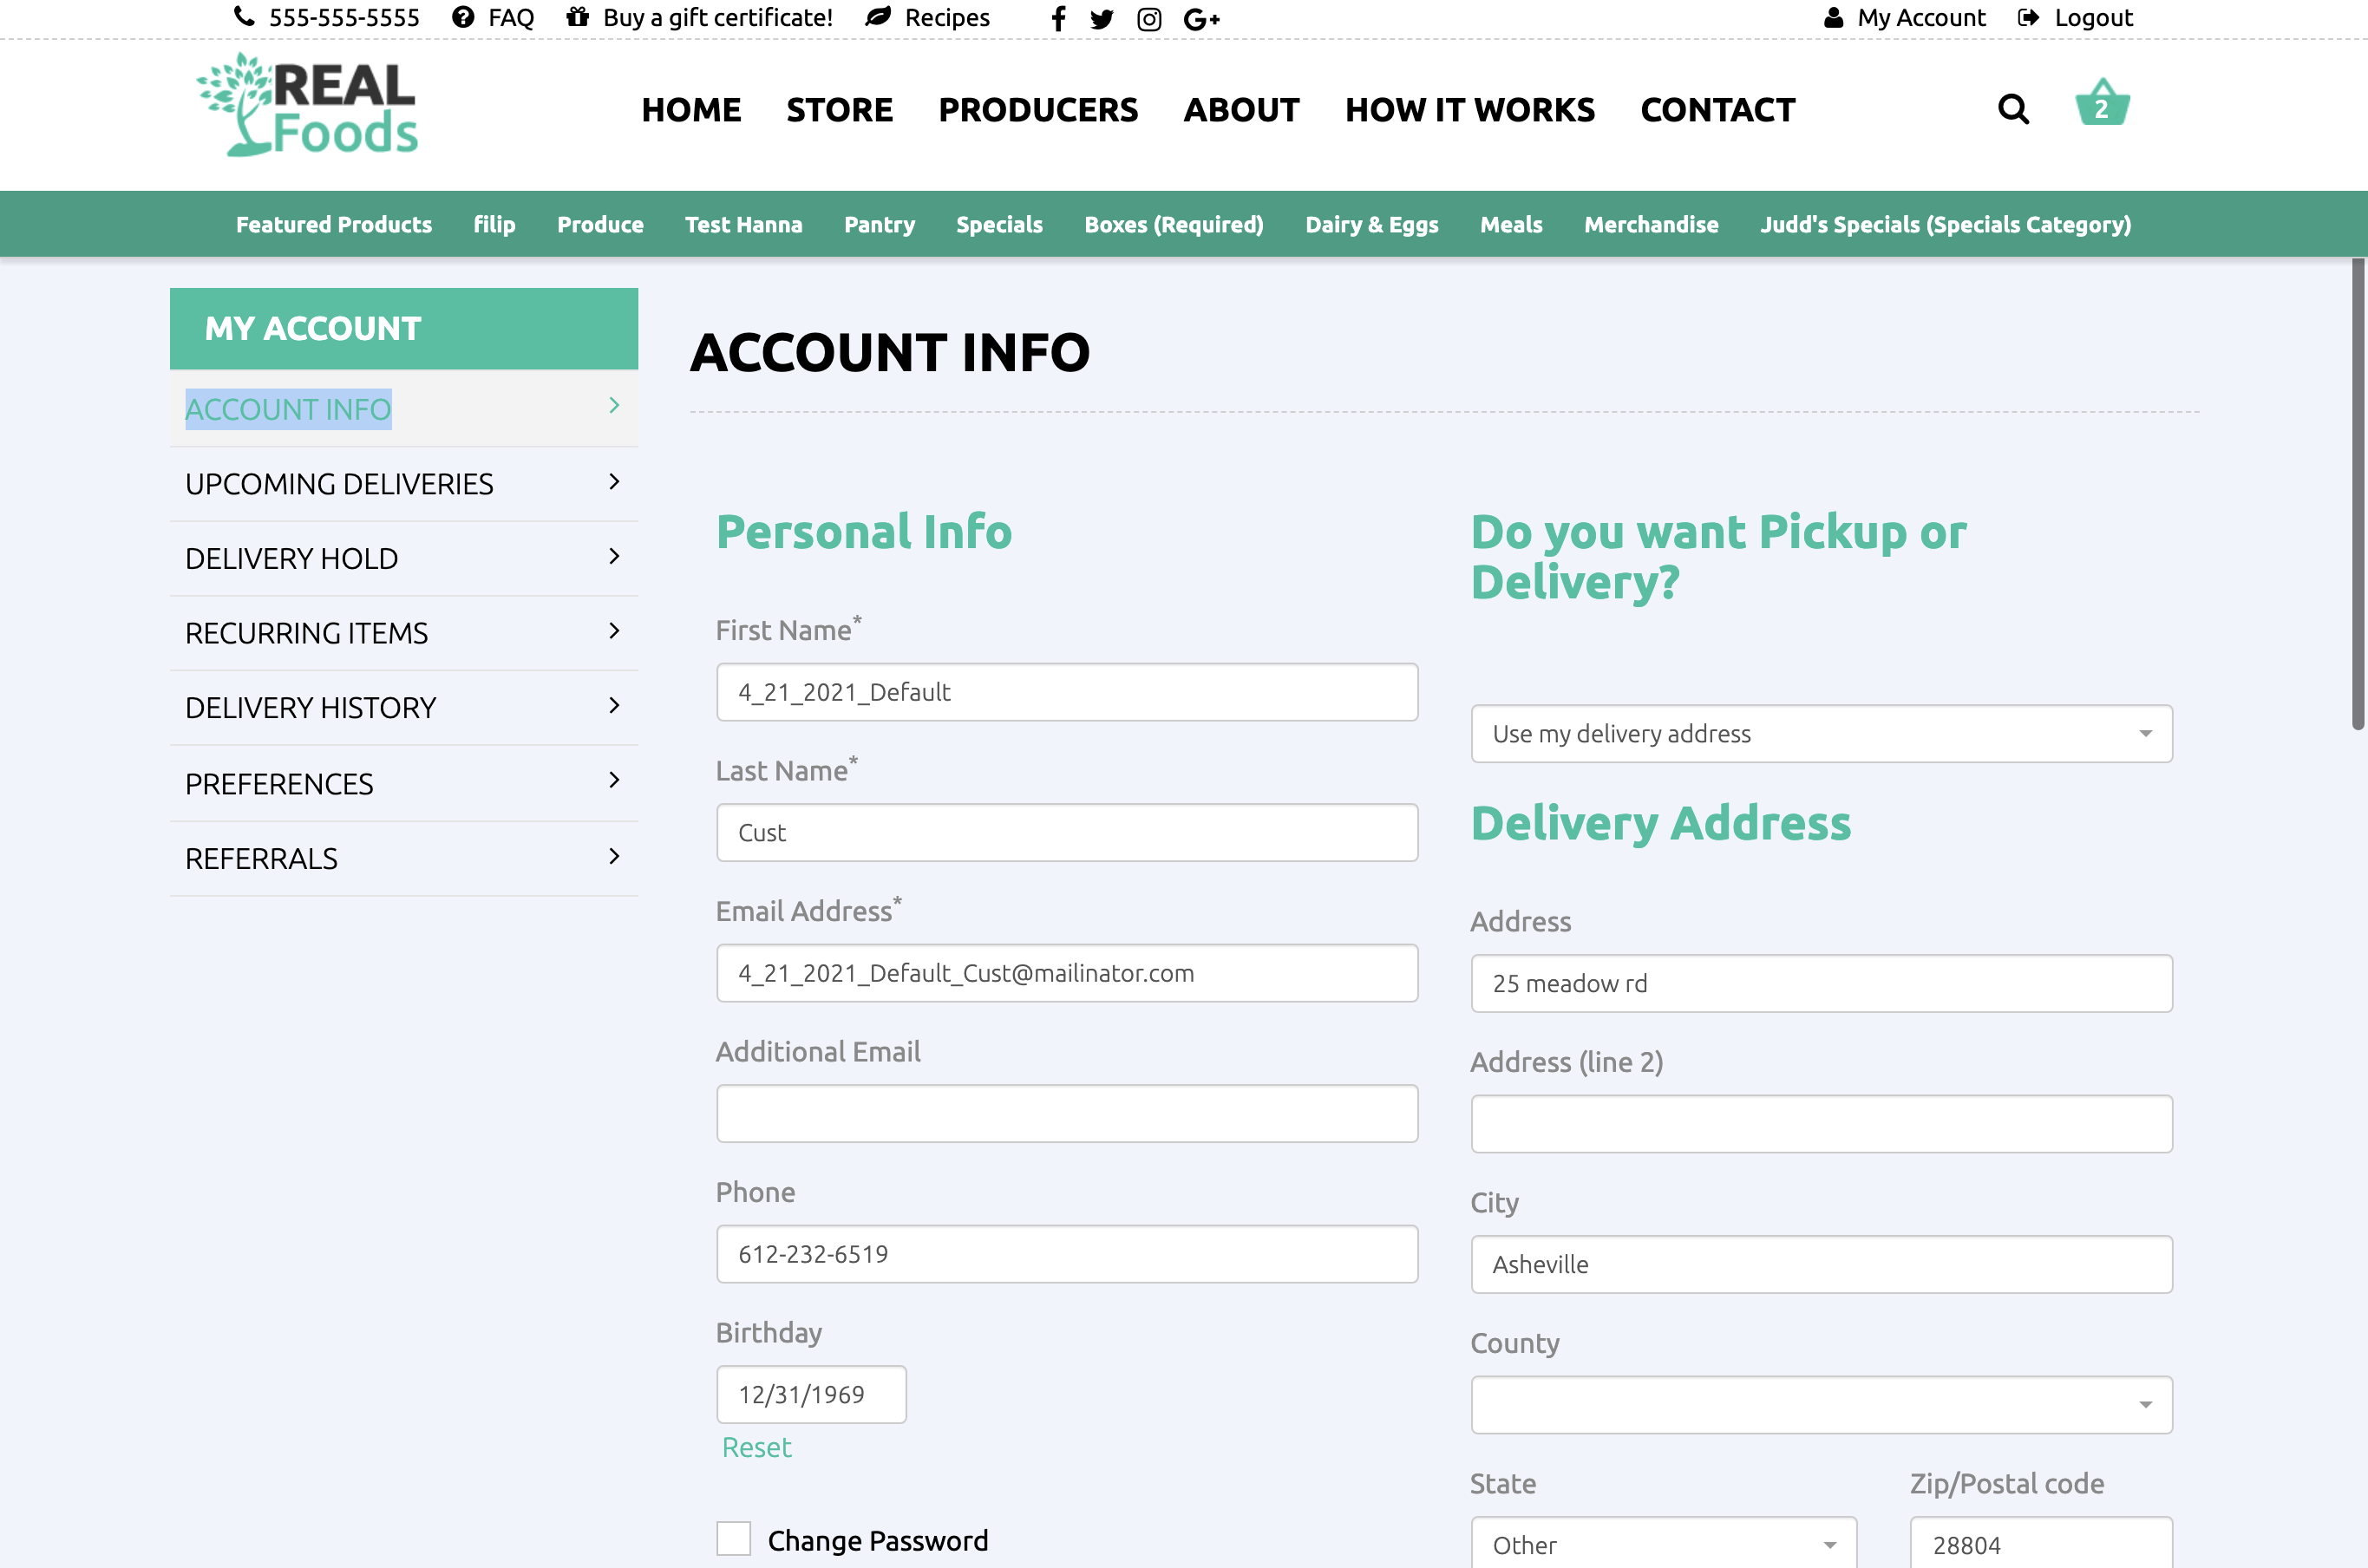 555-555-5555 FAQ Buy a gift certificate! Recipes My Account Logout
REAL
Foods
HOME STORE PRODUCERS ABOUT HOW IT WORKS CONTACT 2
Featured Products filip Produce Test Hanna Pantry Specials Boxes (Required) Dairy & Eggs Meals Merchandise Judd's Specials (Specials Category)
MY ACCOUNT
ACCOUNT INFO
UPCOMING DELIVERIES
DELIVERY HOLD
RECURRING ITEMS
DELIVERY HISTORY
PREFERENCES
REFERRALS
ACCOUNT INFO
Personal Info
First Name*
4_21_2021_Default
Last Name*
Cust
Email Address*
4_21_2021_Default_Cust@mailinator.com
Additional Email
Phone
612-232-6519
Birthday
12/31/1969
Reset
Change Password
Do you want Pickup or
Delivery?
Use my delivery address
Delivery Address
Address
25 meadow rd
Address (line 2)
City
Asheville
County
State Zip/Postal code
Other 28804